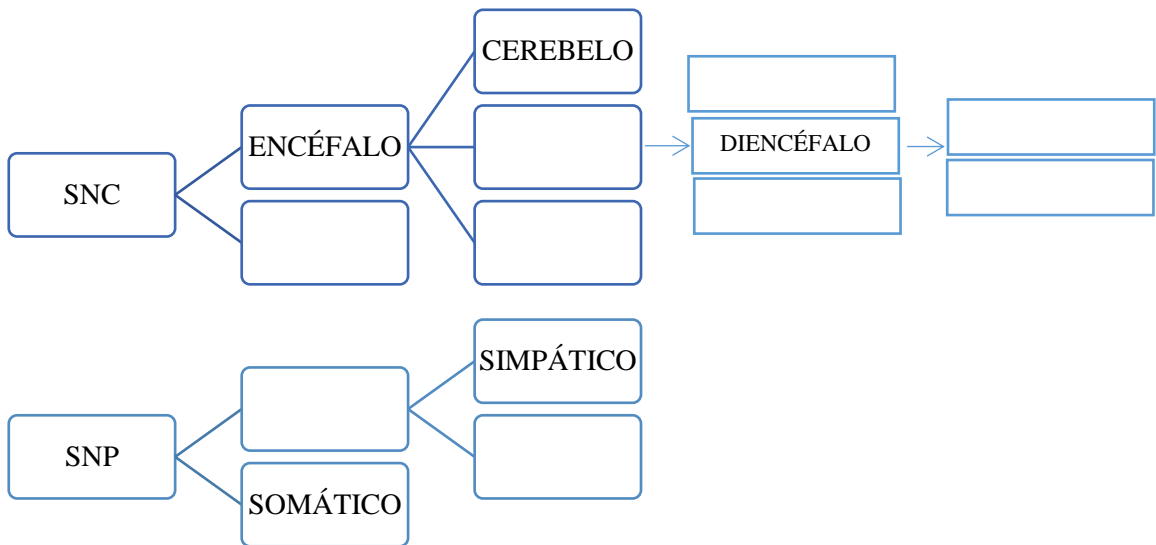 CEREBELO
ENCÉFALO
DIENCÉFALO
SNC
SIMPÁTICO
SNP
SOMÁTICO